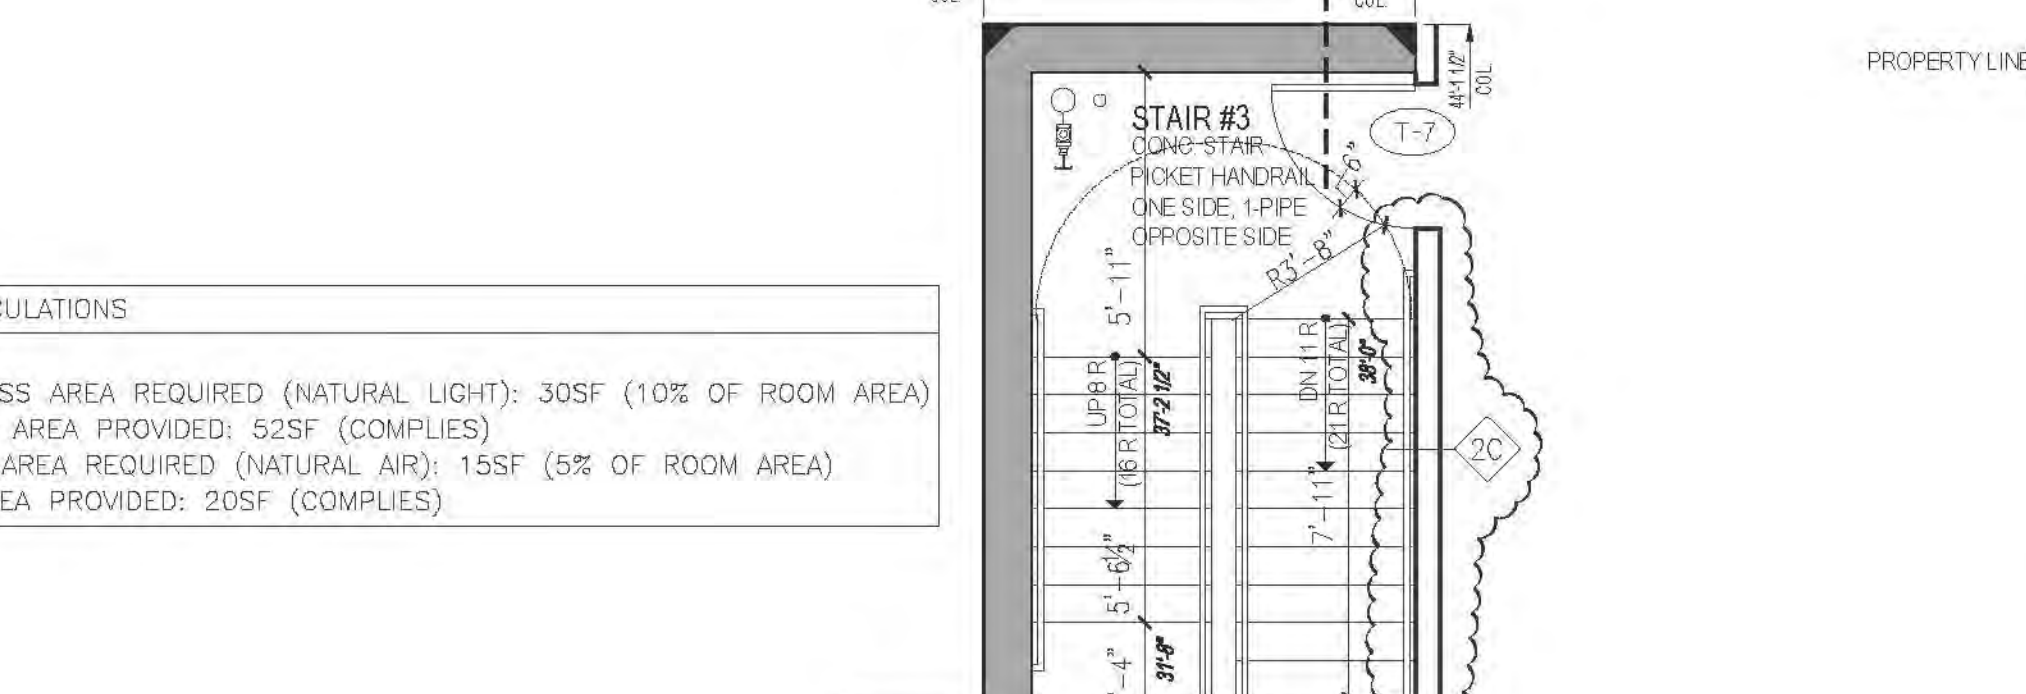 COL.
PROPERTY LINE
44'-1 1/2"
COL
T-7
STAIR #3
CONC. STAIR
PICKET HANDRAIL
ONE SIDE, 1-PIPE
OPPOSITE SIDE
6"
R3'-8"
5'-11"
CULATIONS
SS AREA REQUIRED (NATURAL LIGHT): 30SF (10% OF ROOM AREA)
AREA PROVIDED: 52SF (COMPLIES)
AREA REQUIRED (NATURAL AIR): 15SF (5% OF ROOM AREA)
EA PROVIDED: 20SF (COMPLIES)
UP 8 R
(16 R TOTAL)
37'-2 1/2"
DN 11 R
(21 R TOTAL)
38'-0"
2C
7'-11"
5'-6½"
-4"
31'-8"